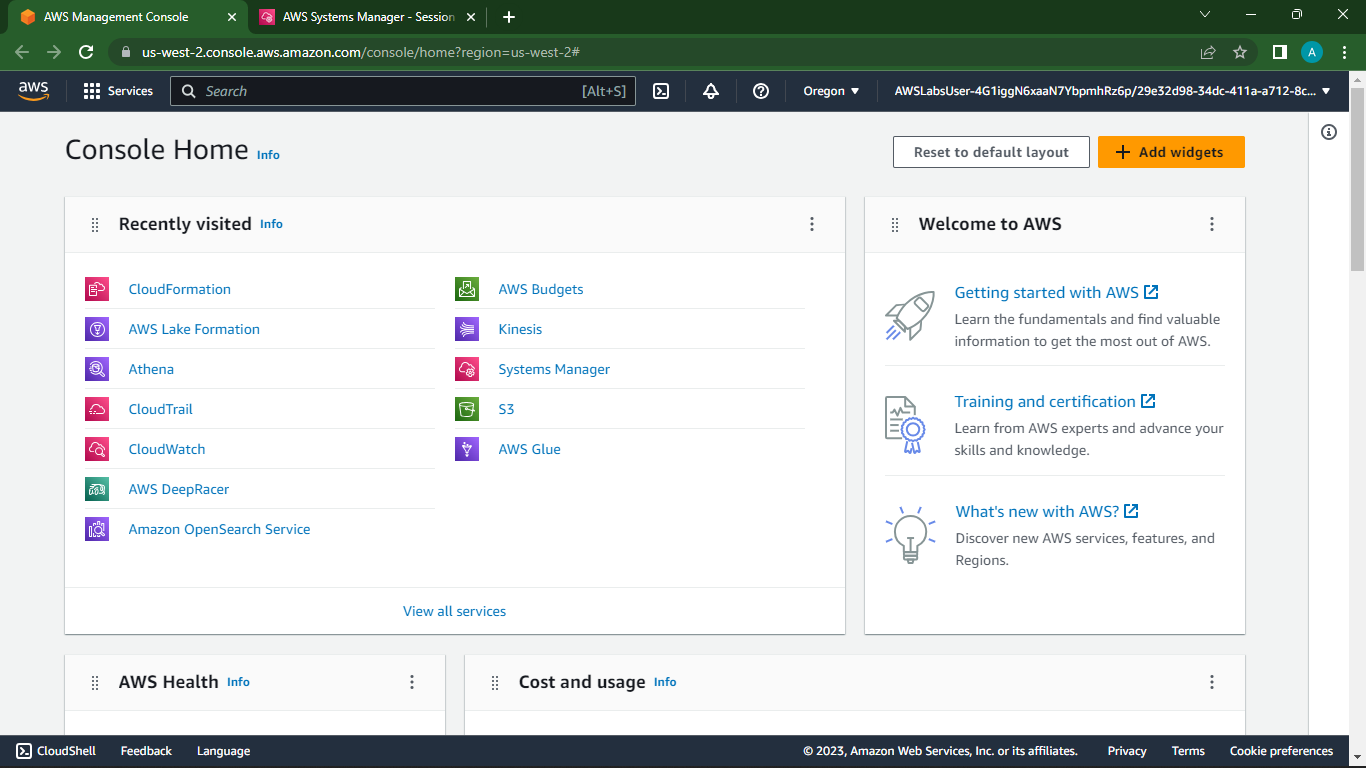 AWS Management Console
AWS Systems Manager - Session
us-west-2.console.aws.amazon.com/console/home?region=us-west-2#
A
aws
Services
Search
[Alt+S]
Oregon
AWSLabsUser-4G1iggN6xaaN7YbpmhRz6p/29e32d98-34dc-411a-a712-8c...
Console Home Info
Reset to default layout
Add widgets
Recently visited Info
CloudFormation
AWS Lake Formation
Athena
CloudTrail
CloudWatch
AWS DeepRacer
Amazon OpenSearch Service
AWS Budgets
Kinesis
Systems Manager
S3
AWS Glue
View all services
Welcome to AWS
Getting started with AWS
Learn the fundamentals and find valuable
information to get the most out of AWS.
Training and certification
Learn from AWS experts and advance your
skills and knowledge.
What's new with AWS?
Discover new AWS services, features, and
Regions.
AWS Health Info
Cost and usage Info
CloudShell
Feedback
Language
© 2023, Amazon Web Services, Inc. or its affiliates.
Privacy
Terms
Cookie preferences